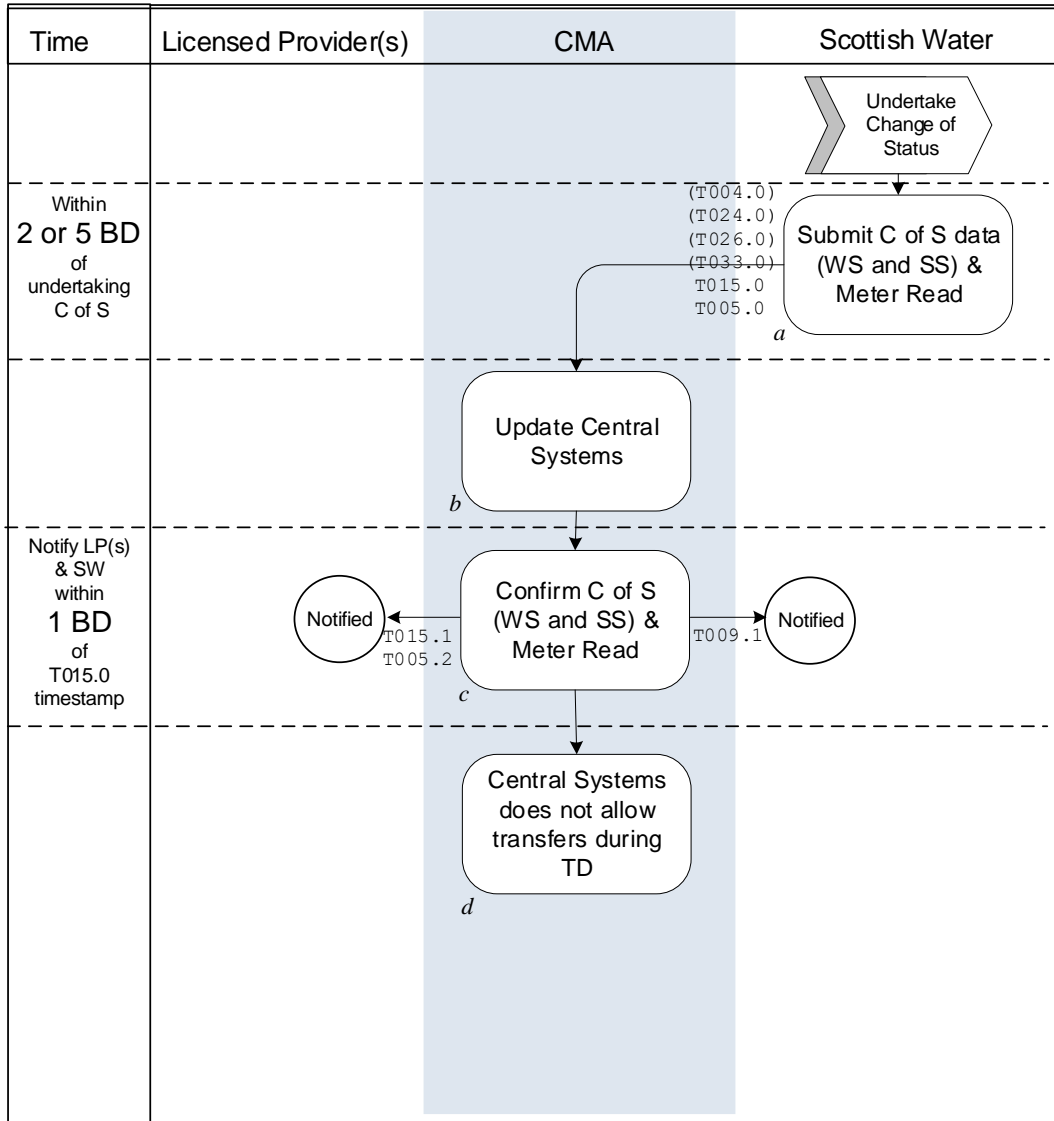 Time
Licensed Provider(s)
CMA
Scottish Water
Undertake
Change of
Status
Within
2 or 5 BD
of
undertaking
C of S
(T004.0)
(T024.0)
(T026.0)
(T033.0)
T015.0
T005.0
Submit C of S data
(WS and SS) &
Meter Read
a
Update Central
Systems
b
Notify LP(s)
& SW
within
1 BD
of
T015.0
timestamp
Notified
T015.1
T005.2
Confirm C of S
(WS and SS) &
Meter Read
c
T009.1
Notified
Central Systems
does not allow
transfers during
TD
d